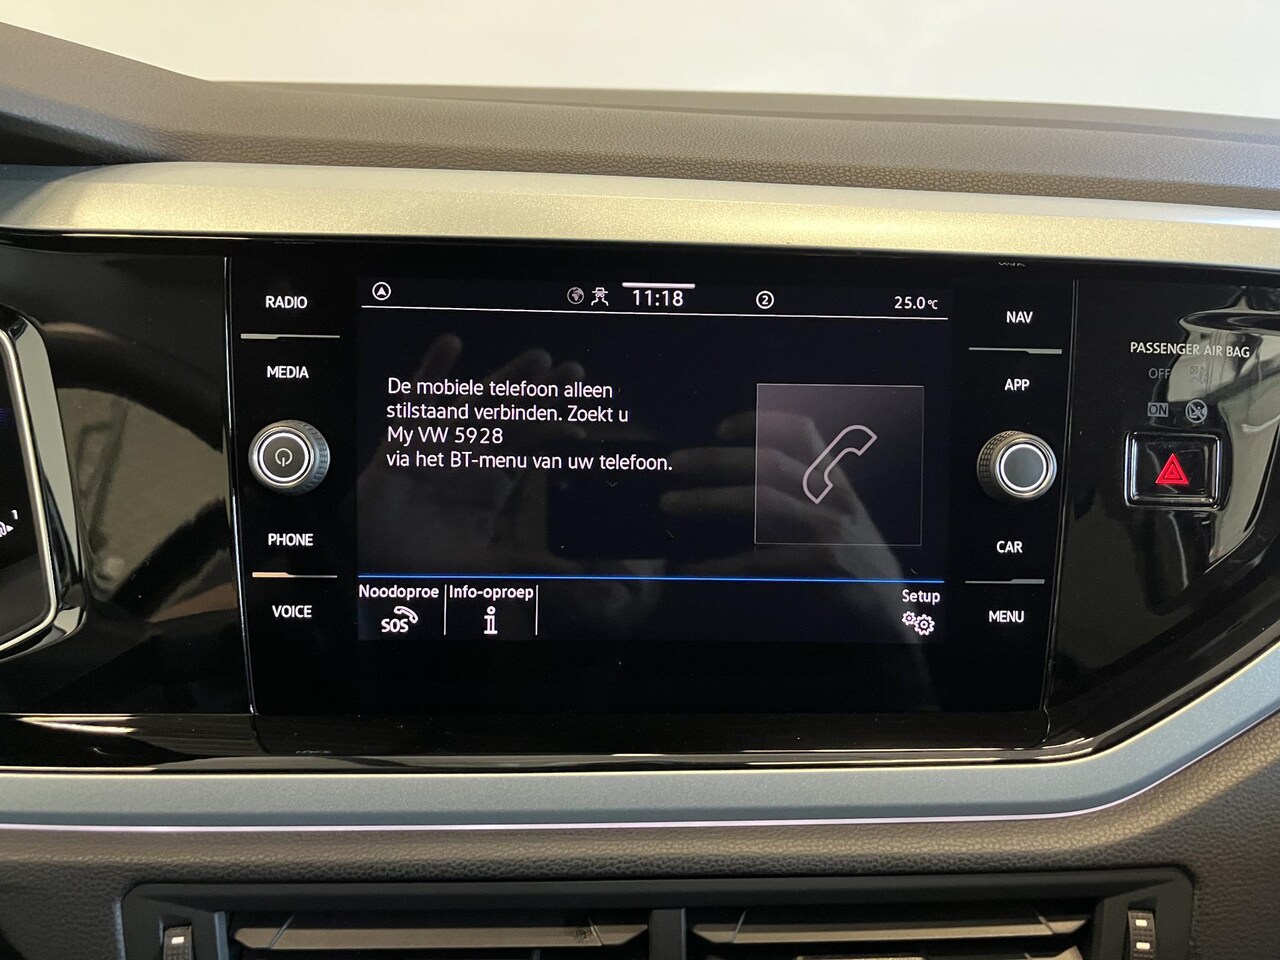 RADIO
MEDIA
PHONE
VOICE
11:18
2
25.0°C
De mobiele telefoon alleen
stilstaand verbinden. Zoekt u
My VW 5928
via het BT-menu van uw telefoon.
Noodoproe
SOS
Info-oproep
i
Setup
NAV
APP
CAR
MENU
PASSENGER AIR BAG
OFF
ON
1